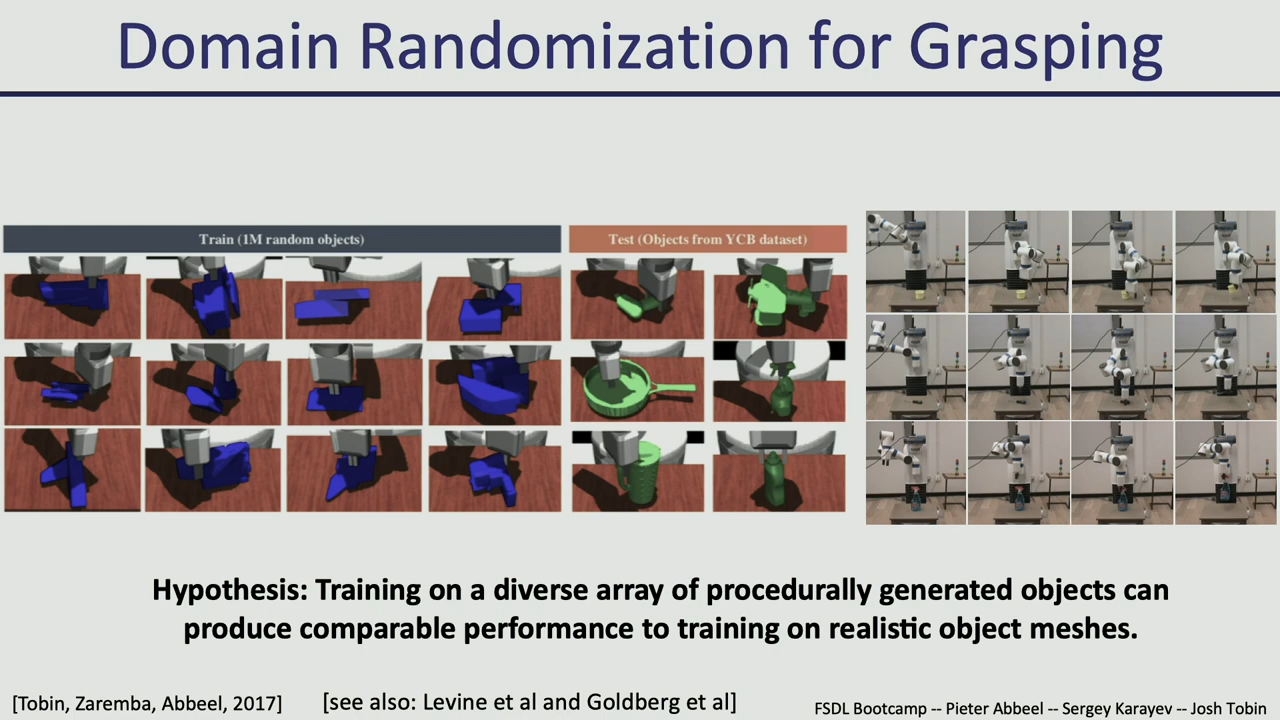 Domain Randomization for Grasping
Train (1M random objects)
Test (Objects from YCB dataset)
Hypothesis: Training on a diverse array of procedurally generated objects can
produce comparable performance to training on realistic object meshes.
[Tobin, Zaremba, Abbeel, 2017]
[see also: Levine et al and Goldberg et al]
FSDL Bootcamp -- Pieter Abbeel -- Sergey Karayev -- Josh Tobin